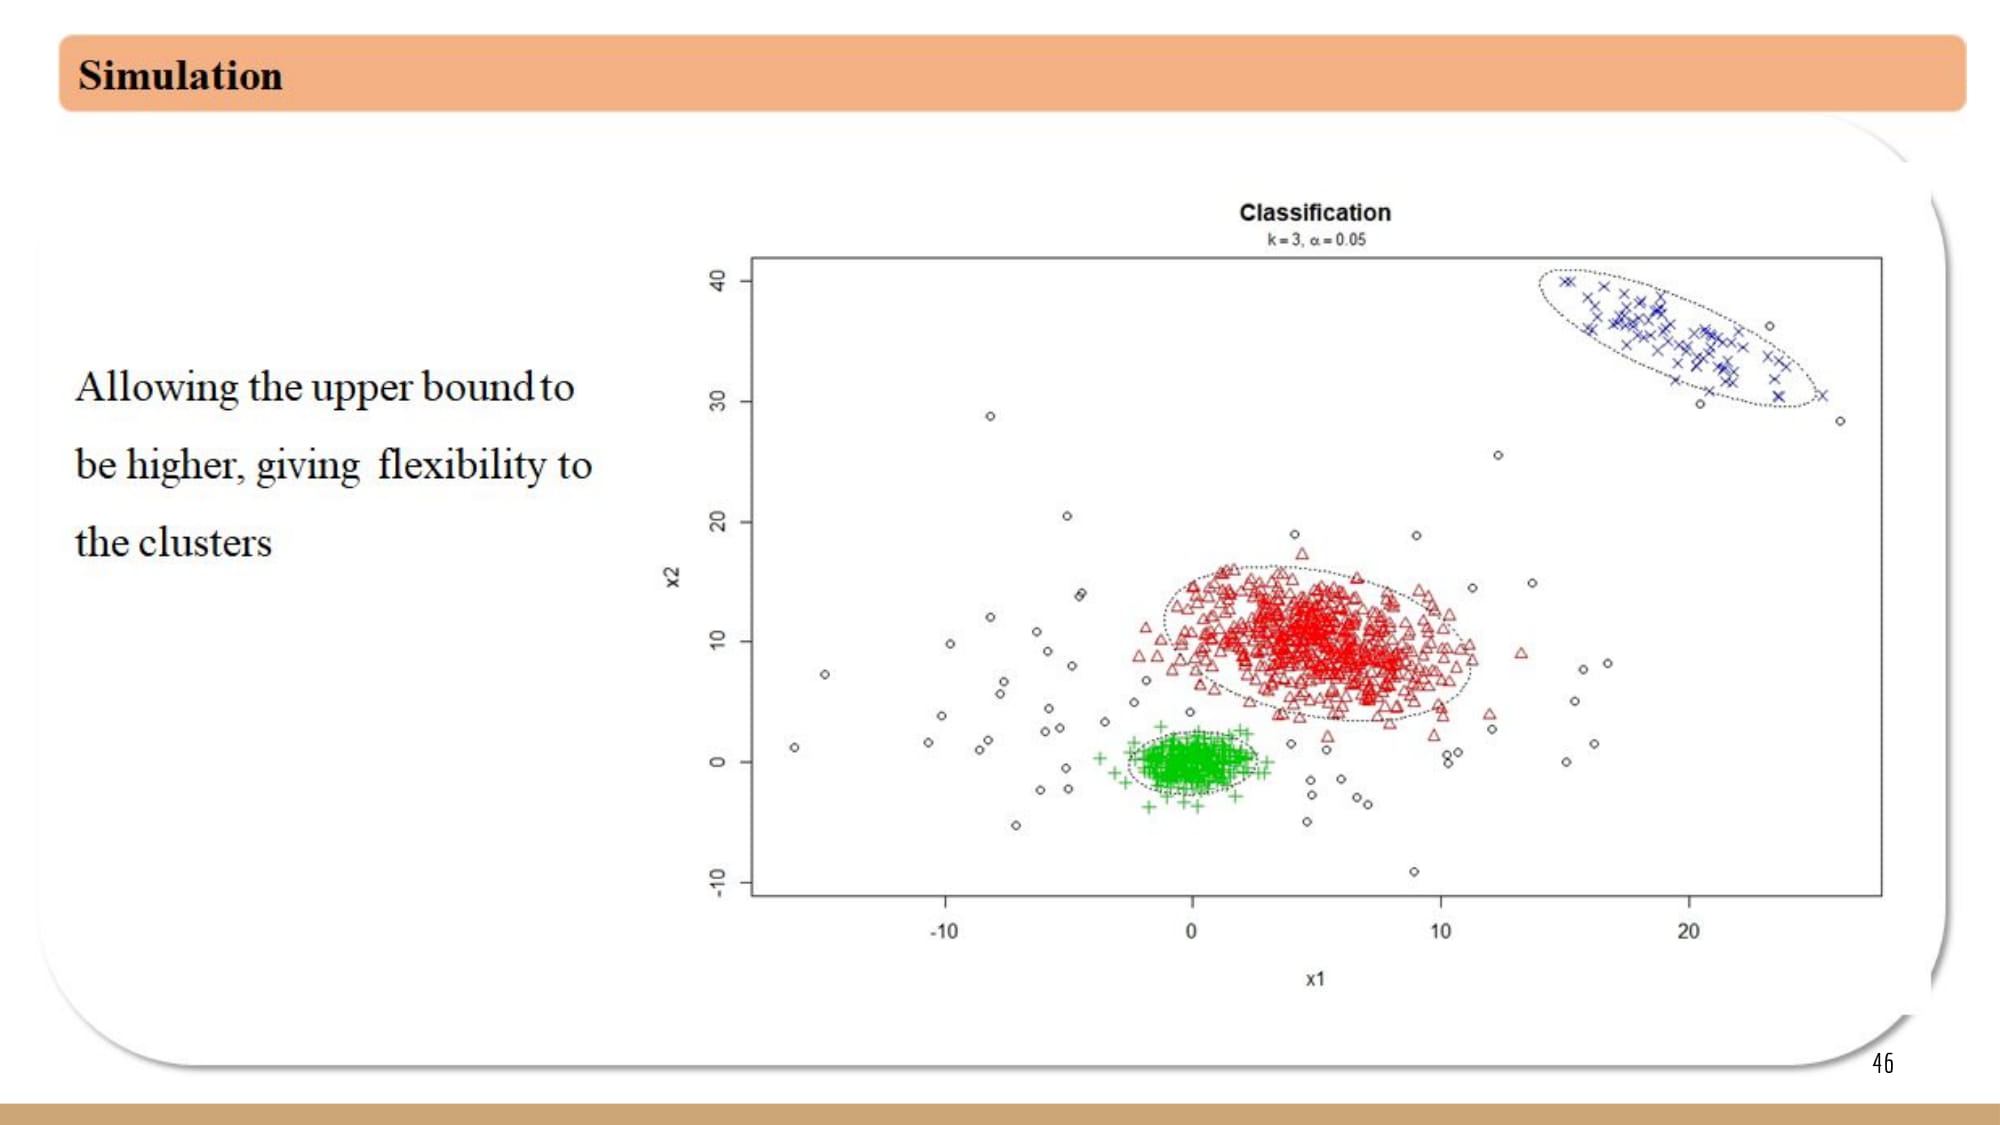 Simulation
Allowing the upper bound to
be higher, giving flexibility to
the clusters
Classification
k = 3, α = 0.05
40
30
20
10
0
-10
x2
-10 0 10 20
x1
46